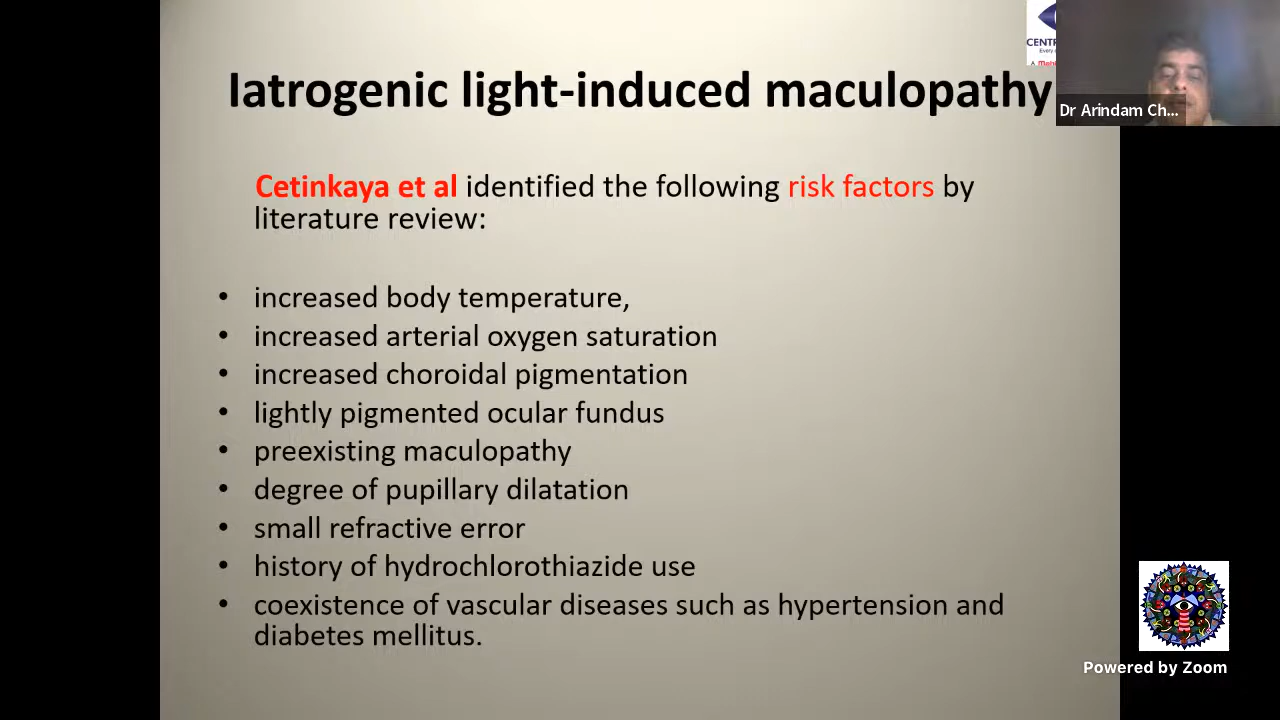 CENTR
Every
A Mahi
Iatrogenic light-induced maculopathy
Dr Arindam Ch...
Cetinkaya et al identified the following risk factors by
literature review:
• increased body temperature,
• increased arterial oxygen saturation
• increased choroidal pigmentation
• lightly pigmented ocular fundus
• preexisting maculopathy
• degree of pupillary dilatation
• small refractive error
• history of hydrochlorothiazide use
• coexistence of vascular diseases such as hypertension and
diabetes mellitus.
Powered by Zoom